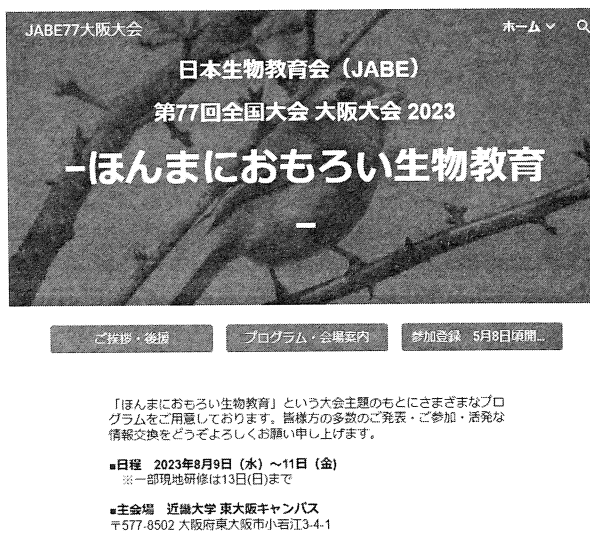 JABE77大阪大会
ホーム
日本生物教育会（JABE）
第77回全国大会 大阪大会 2023
−ほんまにおもろい生物教育
−
ご挨拶・後援
プログラム・会場案内
参加登録　5月8日頃開...
「ほんまにおもろい生物教育」という大会主題のもとにさまざまなプロ
グラムをご用意しております。皆様方の多数のご発表・ご参加・活発な
情報交換をどうぞよろしくお願い申し上げます。
■日程　2023年8月9日（水）～11日（金）
※一部現地研修は13日(日)まで
■主会場　近畿大学 東大阪キャンパス
〒577-8502 大阪府東大阪市小若江3-4-1